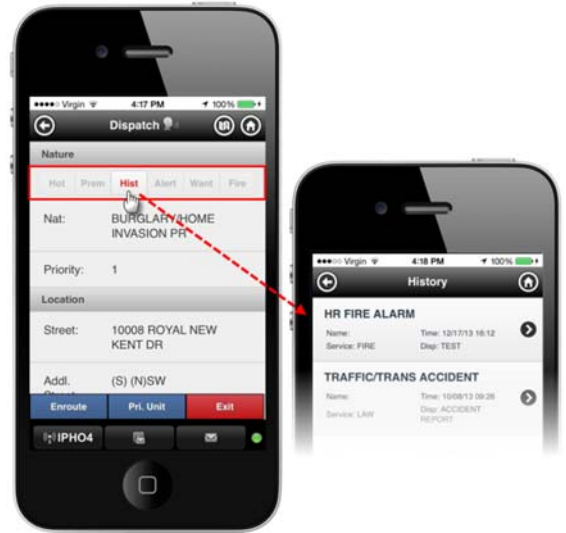 Virgin 4:17 PM 100%
Dispatch
Nature
Hot Prem Hist Alert Want Fire
Nat: BURGLARY/HOME
INVASION PR
Priority: 1
Location
Street: 10008 ROYAL NEW
KENT DR
Addl. (S) (N)SW
Enroute Pri. Unit Exit
IPHO4
Virgin 4:18 PM 100%
History
HR FIRE ALARM
Name: Time: 12/17/13 16:12
Service: FIRE Disp: TEST
TRAFFIC/TRANS ACCIDENT
Name: Time: 10/08/13 09:26
Service: LAW Disp: ACCIDENT
REPORT